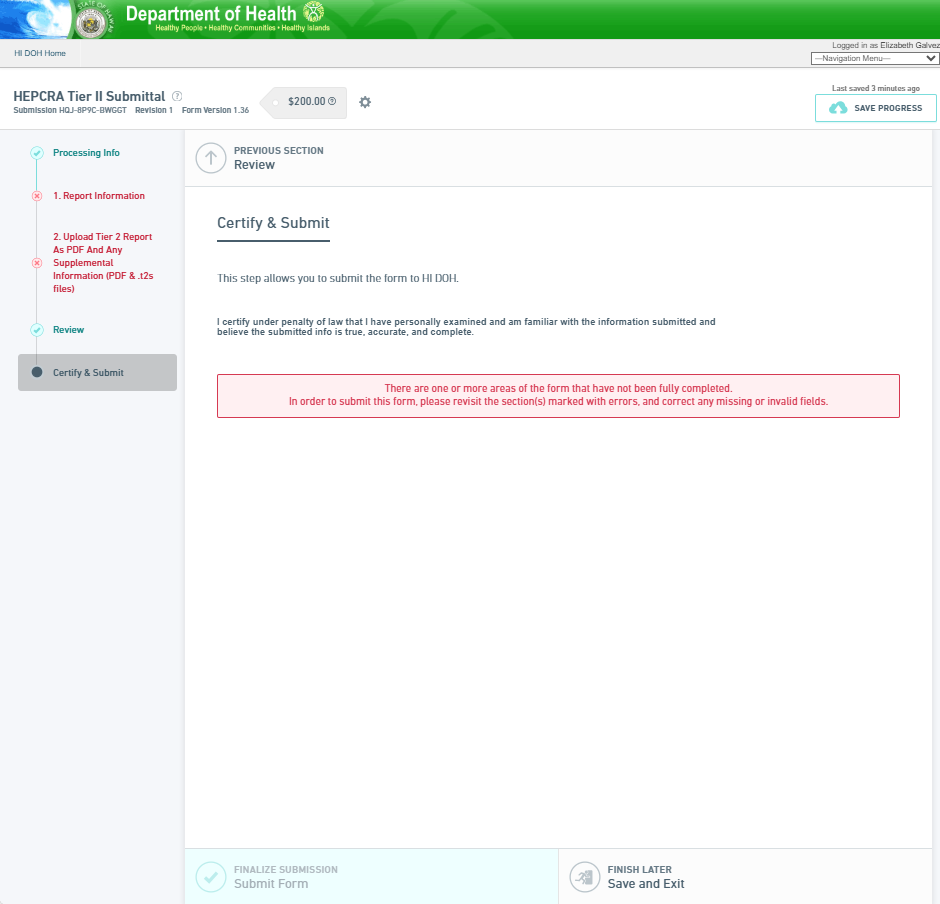 STATE OF HAWAII
Department of Health
Healthy People • Healthy Communities • Healthy Islands
HI DOH Home
Logged in as Elizabeth Galvez
---Navigation Menu---
HEPCRA Tier II Submittal ?
Submission HQJ-8P9C-BWGGT Revision 1 Form Version 1.36
$200.00 ?
Last saved 3 minutes ago
SAVE PROGRESS
Processing Info
1. Report Information
2. Upload Tier 2 Report
As PDF And Any
Supplemental
Information (PDF & .t2s
files)
Review
Certify & Submit
PREVIOUS SECTION
Review
Certify & Submit
This step allows you to submit the form to HI DOH.
I certify under penalty of law that I have personally examined and am familiar with the information submitted and
believe the submitted info is true, accurate, and complete.
There are one or more areas of the form that have not been fully completed.
In order to submit this form, please revisit the section(s) marked with errors, and correct any missing or invalid fields.
FINALIZE SUBMISSION
Submit Form
FINISH LATER
Save and Exit